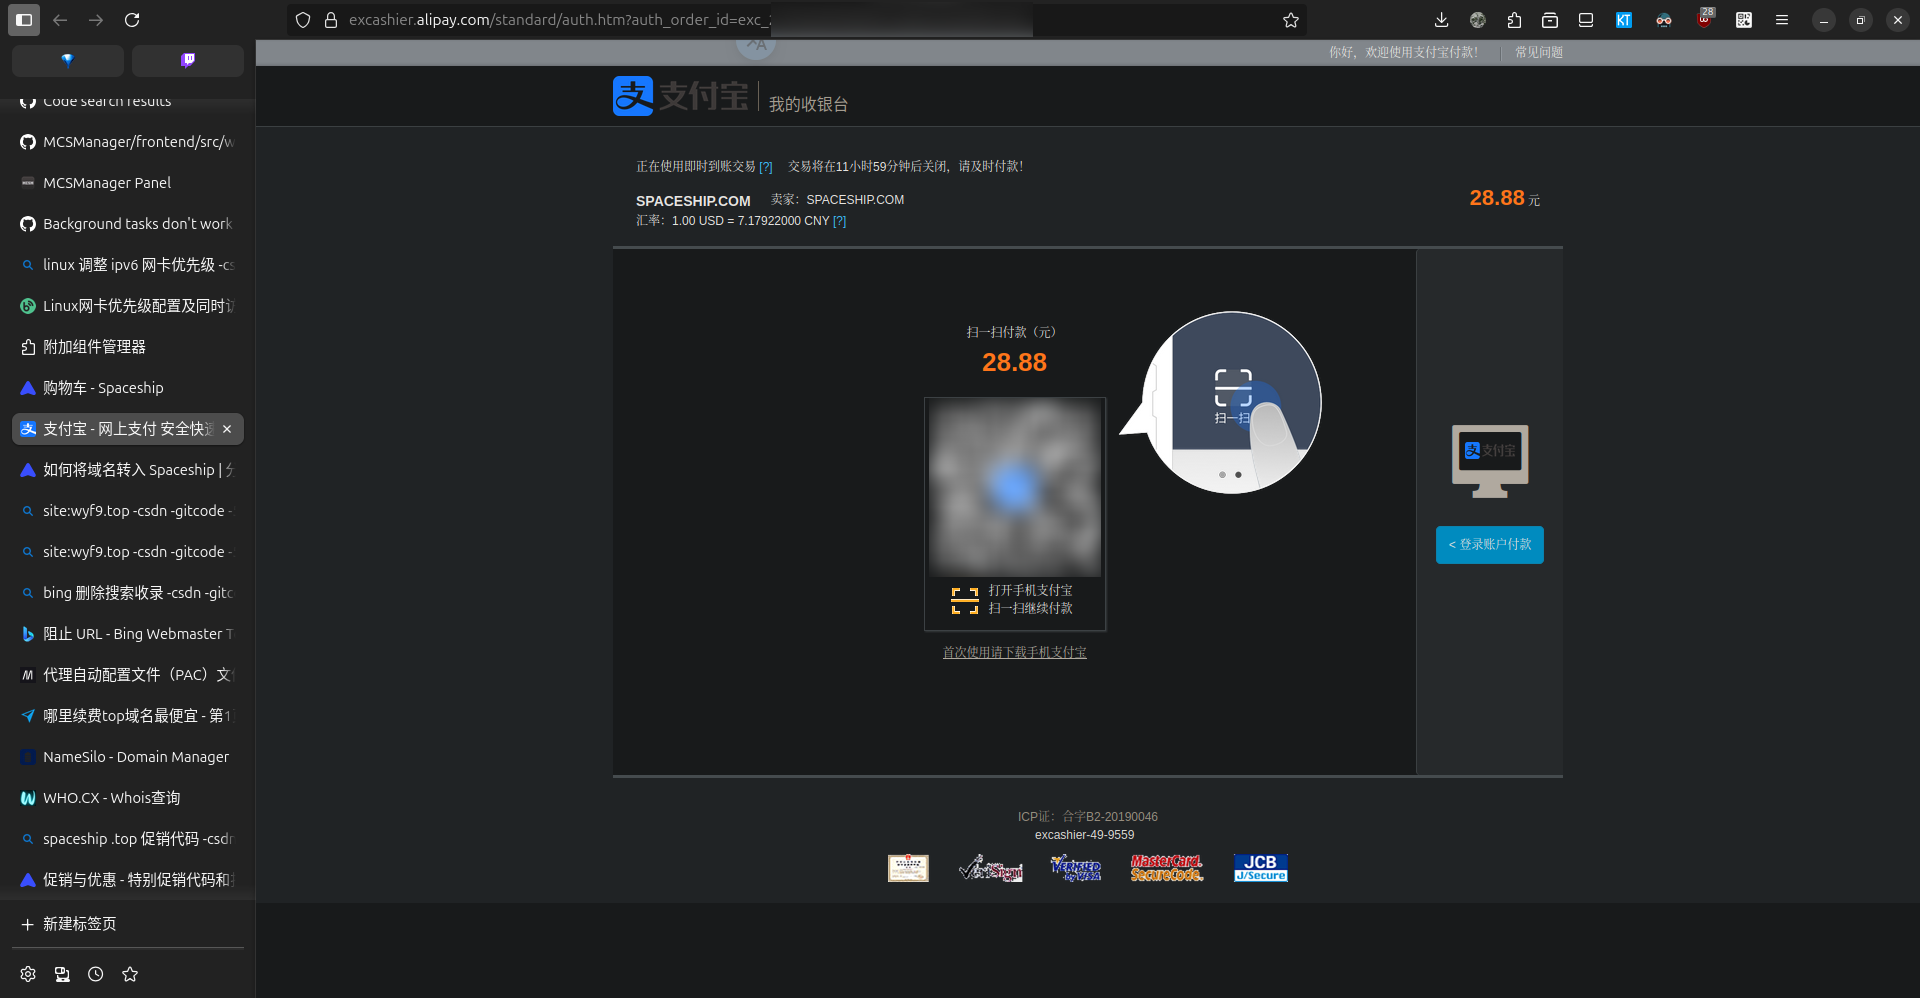 excashier.alipay.com/standard/auth.htm?auth_order_id=exc_
28
KT
Code search results
MCSManager/frontend/src/w
MCSManager Panel
Background tasks don't work
linux 调整 ipv6 网卡优先级 -cs
Linux网卡优先级配置及同时访
附加组件管理器
购物车 - Spaceship
支付宝 - 网上支付 安全快速
如何将域名转入 Spaceship | 分
site:wyf9.top -csdn -gitcode -
site:wyf9.top -csdn -gitcode -
bing 删除搜索收录 -csdn -gitc
阻止 URL - Bing Webmaster T
代理自动配置文件（PAC）文件
哪里续费top域名最便宜 - 第1
NameSilo - Domain Manager
WHO.CX - Whois查询
spaceship .top 促销代码 -csdn
促销与优惠 - 特别促销代码和
新建标签页
你好，欢迎使用支付宝付款！
常见问题
支付宝
我的收银台
正在使用即时到账交易 [?] 交易将在11小时59分钟后关闭，请及时付款！
SPACESHIP.COM 卖家：SPACESHIP.COM
28.88 元
汇率：1.00 USD = 7.17922000 CNY [?]
扫一扫付款（元）
28.88
扫一扫
打开手机支付宝
扫一扫继续付款
首次使用请下载手机支付宝
支付宝
< 登录账户付款
ICP证：合字B2-20190046
excashier-49-9559
VeriSign
VERIFIED
by VISA
MasterCard.
SecureCode.
JCB
J/Secure